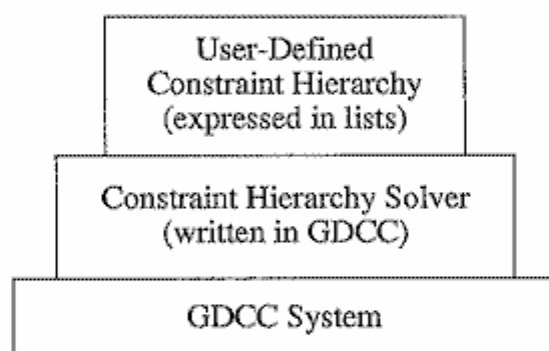 User-Defined
Constraint Hierarchy
(expressed in lists)
Constraint Hierarchy Solver
(written in GDCC)
GDCC System